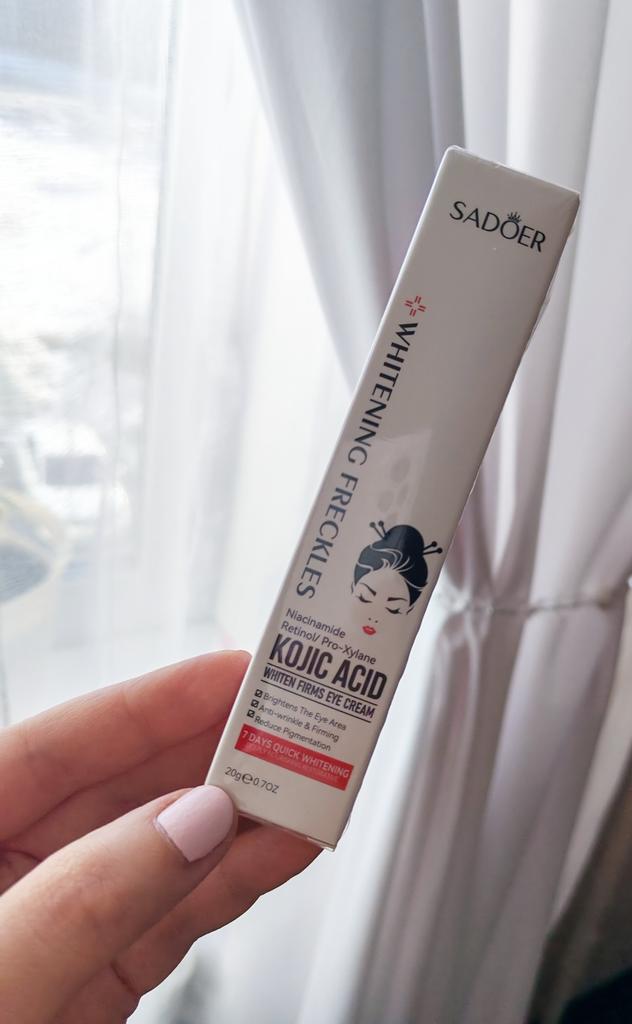 SADOER
WHITENING FRECKLES
Niacinamide
Retinol/ Pro-Xylane
KOJIC ACID
WHITEN FIRMS EYE CREAM
Brightens The Eye Area
Anti-wrinkle & Firming
Reduce Pigmentation
7 DAYS QUICK WHITENING
20g℮0.7OZ